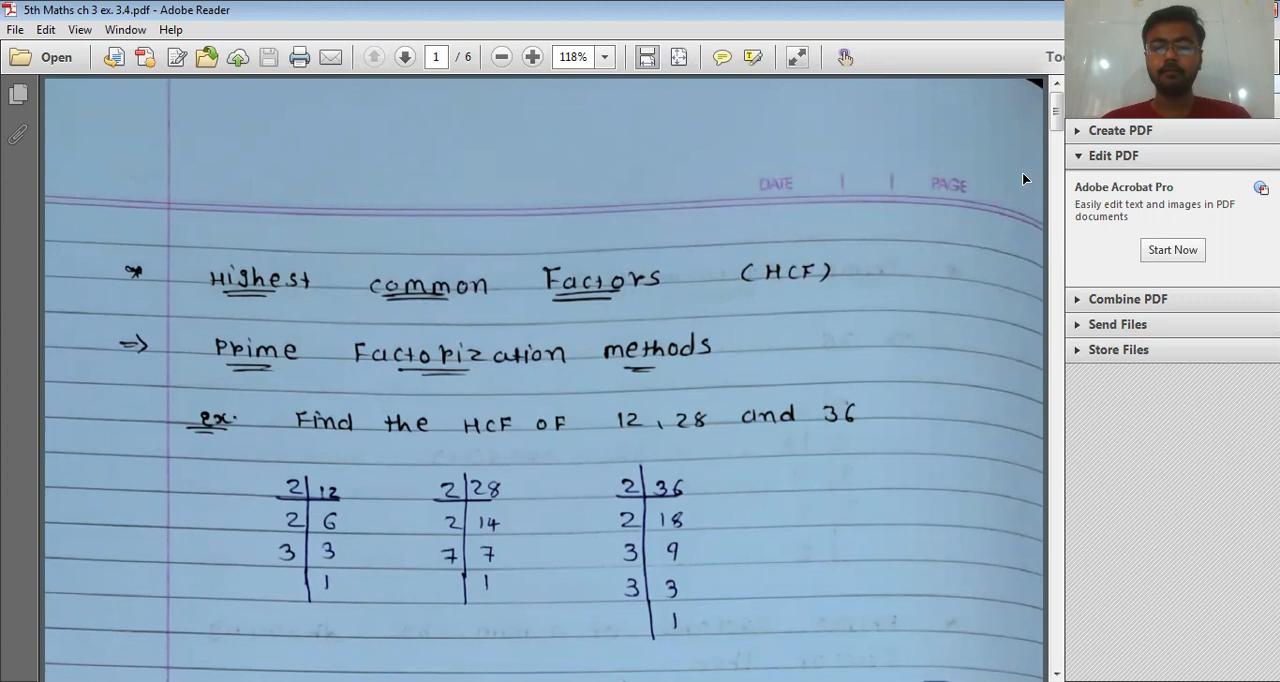 5th Maths ch 3 ex. 3.4.pdf - Adobe Reader
File Edit View Window Help
Open 1 / 6 118% To
Create PDF
Edit PDF
Adobe Acrobat Pro
Easily edit text and images in PDF
documents
Start Now
Combine PDF
Send Files
Store Files
DATE PAGE
* Highest common Factors (HCF)
⇒ Prime Factorization methods
ex. Find the HCF OF 12, 28 and 36
2 12 2 28 2 36
2 6 2 14 2 18
3 3 7 7 3 9
1 1 3 3
1